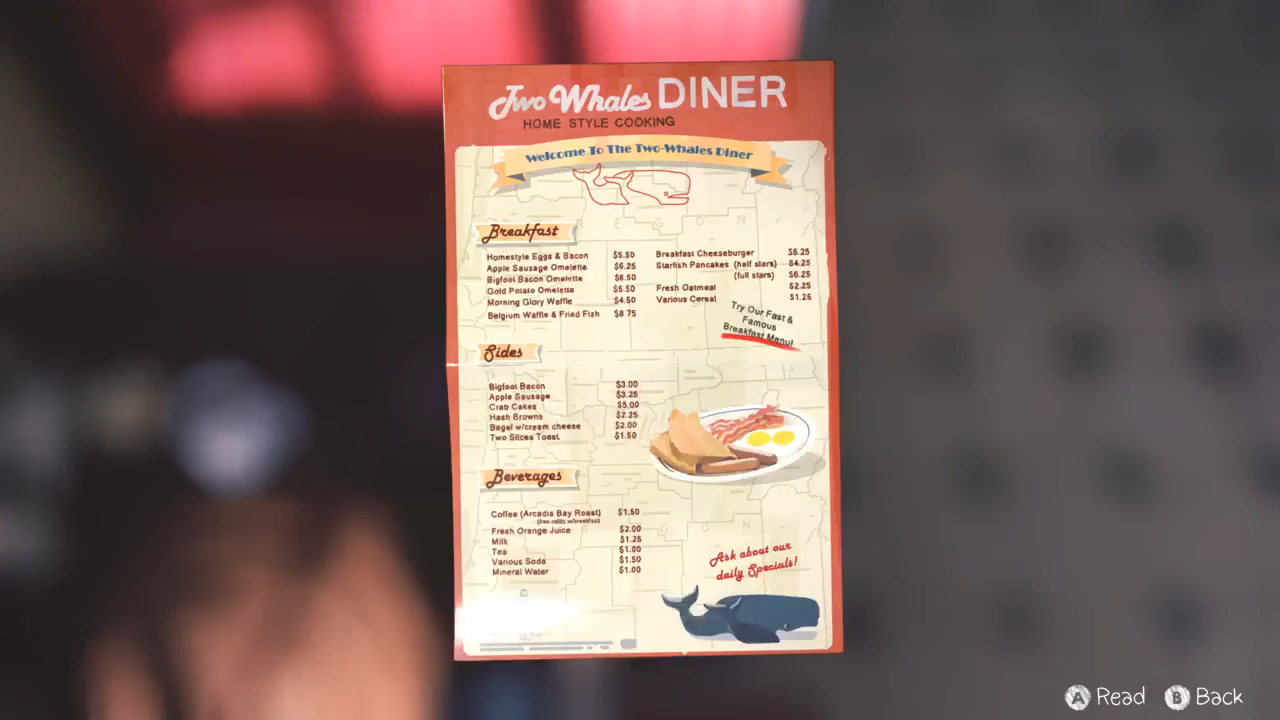 Two Whales DINER
HOME STYLE COOKING
Welcome To The Two-Whales Diner
Breakfast
Homestyle Eggs & Bacon $5.50
Apple Sausage Omelette $6.25
Bigfoot Bacon Omelette $6.50
Gold Potato Omelette $5.50
Morning Glory Waffle $4.50
Belgium Waffle & Fried Fish $8.75
Breakfast Cheeseburger $5.25
Starfish Pancakes (half stars) $4.25
(full stars) $6.25
Fresh Oatmeal $2.25
Various Cereal $1.25
Try Our Fast &
Famous
Breakfast Menu!
Sides
Bigfoot Bacon $3.00
Apple Sausage $3.25
Crab Cakes $5.00
Hash Browns $2.25
Bagel w/cream cheese $2.00
Two Slices Toast $1.50
Beverages
Coffee (Arcadia Bay Roast) $1.50
(free refills w/breakfast)
Fresh Orange Juice $2.00
Milk $1.25
Tea $1.00
Various Soda $1.50
Mineral Water $1.00
Ask about our
daily Specials!
A Read B Back